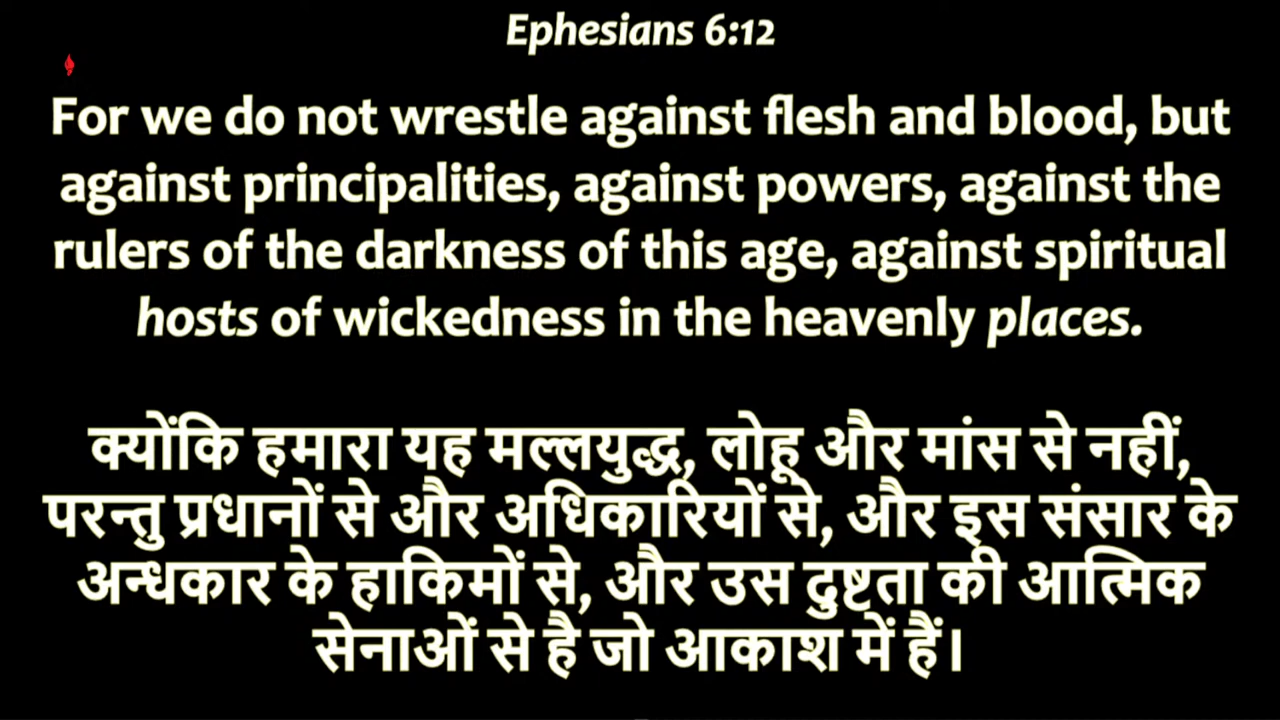 Ephesians 6:12
For we do not wrestle against flesh and blood, but
against principalities, against powers, against the
rulers of the darkness of this age, against spiritual
hosts of wickedness in the heavenly places.
क्योंकि हमारा यह मल्लयुद्ध, लोहू और मांस से नहीं,
परन्तु प्रधानों से और अधिकारियों से, और इस संसार के
अन्धकार के हाकिमों से, और उस दुष्टता की आत्मिक
सेनाओं से है जो आकाश में हैं।